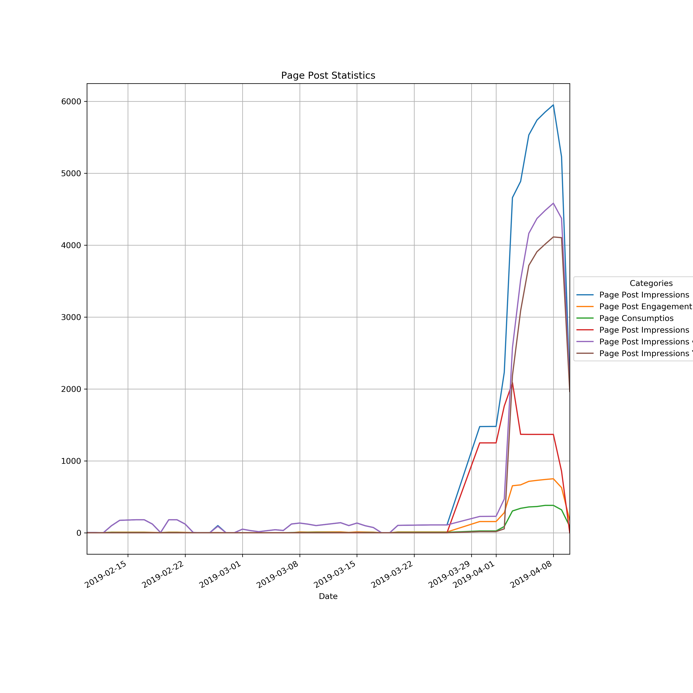 Page Post Statistics
6000
5000
4000
3000
2000
1000
0
2019-02-15
2019-02-22
2019-03-01
2019-03-08
2019-03-15
2019-03-22
2019-03-29
2019-04-01
2019-04-08
Date
Categories
Page Post Impressions
Page Post Engagement
Page Consumptios
Page Post Impressions
Page Post Impressions
Page Post Impressions